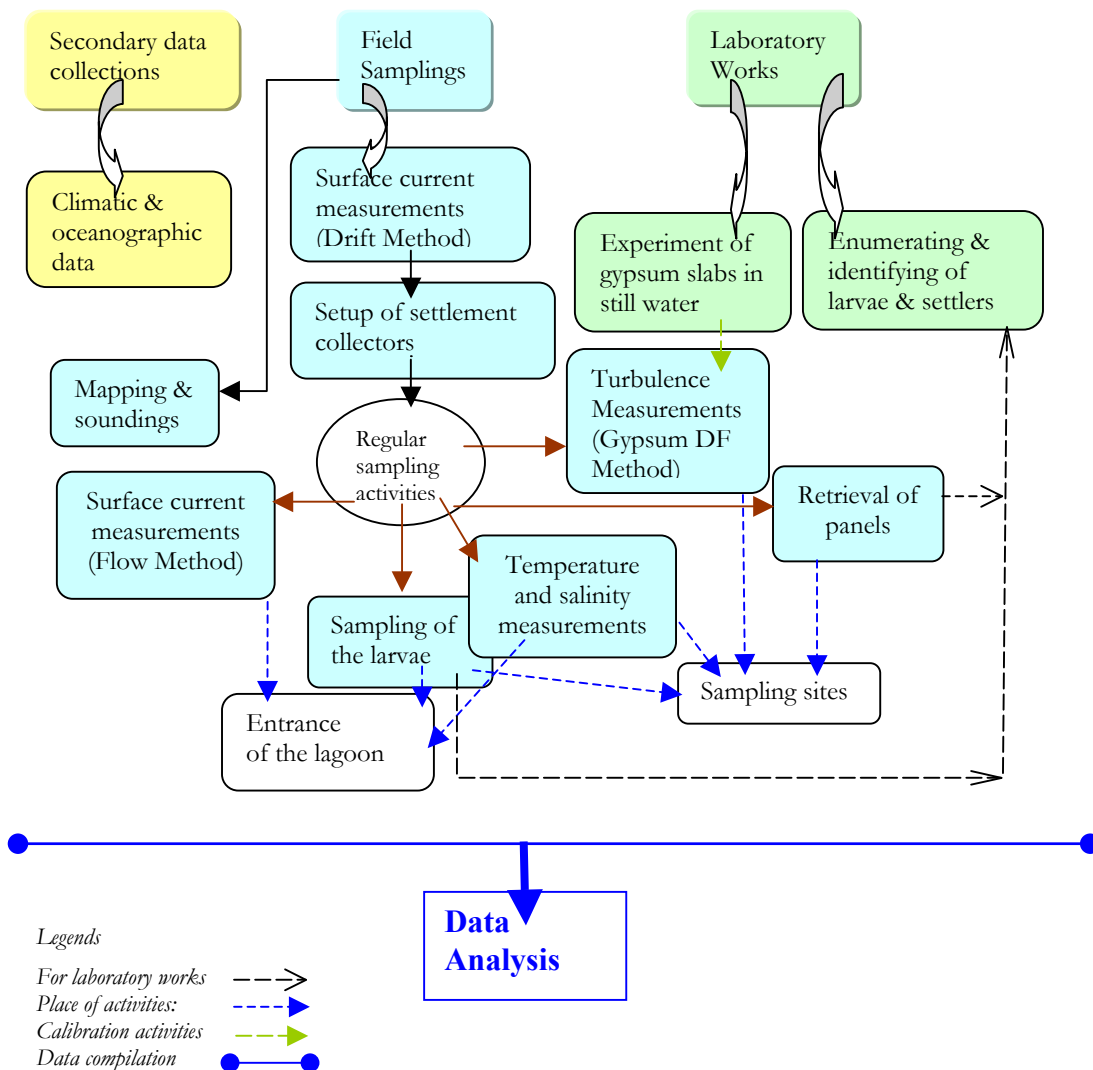 Secondary data
collections
Field
Samplings
Laboratory
Works
Climatic &
oceanographic
data
Surface current
measurements
(Drift Method)
Experiment of
gypsum slabs in
still water
Enumerating &
identifying of
larvae & settlers
Setup of settlement
collectors
Mapping &
soundings
Turbulence
Measurements
(Gypsum DF
Method)
Regular
sampling
activities
Surface current
measurements
(Flow Method)
Retrieval of
panels
Temperature
and salinity
measurements
Sampling of
the larvae
Sampling sites
Entrance
of the lagoon
Data
Analysis
Legends
For laboratory works
Place of activities:
Calibration activities
Data compilation